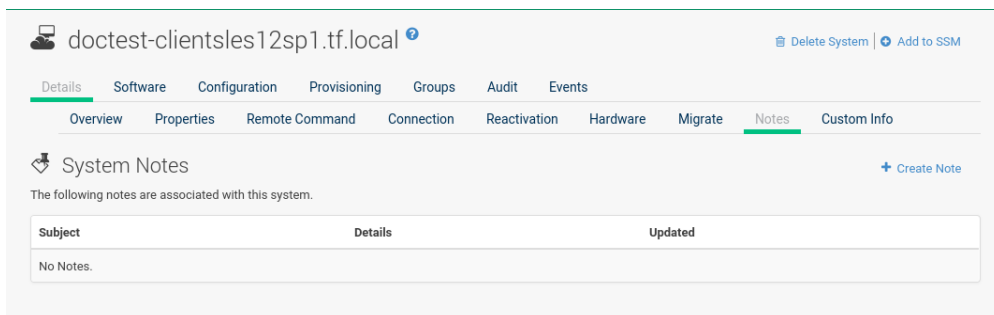 doctest-clientsles12sp1.tf.local ?
Delete System | Add to SSM
Details Software Configuration Provisioning Groups Audit Events
Overview Properties Remote Command Connection Reactivation Hardware Migrate Notes Custom Info
System Notes
+ Create Note
The following notes are associated with this system.
Subject Details Updated
No Notes.